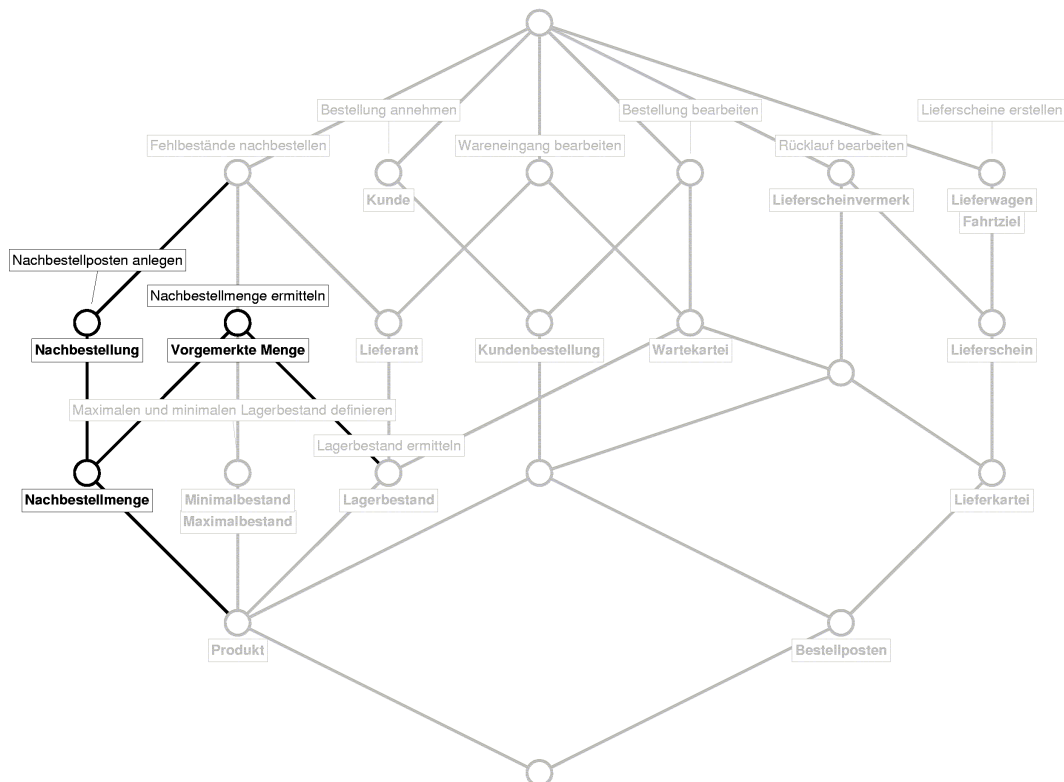 Bestellung annehmen
Bestellung bearbeiten
Lieferscheine erstellen
Fehlbestände nachbestellen
Wareneingang bearbeiten
Rücklauf bearbeiten
Kunde
Lieferscheinvermerk
Lieferwagen
Fahrtziel
Nachbestellposten anlegen
Nachbestellmenge ermitteln
Nachbestellung
Vorgemerkte Menge
Lieferant
Kundenbestellung
Wartekartei
Lieferschein
Maximalen und minimalen Lagerbestand definieren
Lagerbestand ermitteln
Nachbestellmenge
Minimalbestand
Maximalbestand
Lagerbestand
Lieferkartei
Produkt
Bestellposten